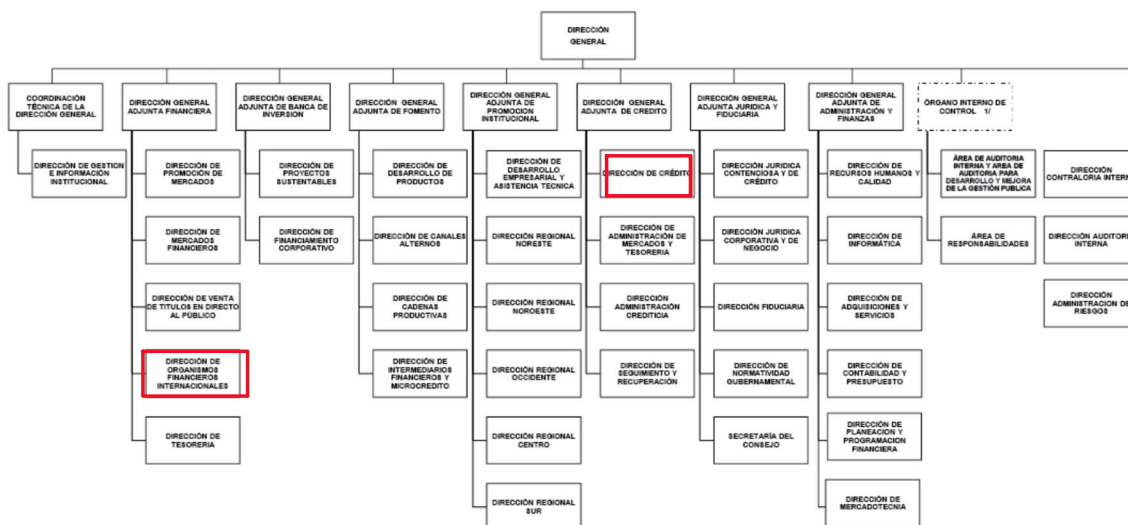 DIRECCIÓN
GENERAL
COORDINACIÓN
TÉCNICA DE LA
DIRECCIÓN GENERAL
DIRECCIÓN GENERAL
ADJUNTA FINANCIERA
DIRECCIÓN GENERAL
ADJUNTA DE BANCA DE
INVERSION
DIRECCIÓN GENERAL
ADJUNTA DE FOMENTO
DIRECCIÓN GENERAL
ADJUNTA DE
PROMOCION
INSTITUCIONAL
DIRECCIÓN GENERAL
ADJUNTA DE CREDITO
DIRECCIÓN GENERAL
ADJUNTA JURIDICA Y
FIDUCIARIA
DIRECCIÓN GENERAL
ADJUNTA DE
ADMINISTRACIÓN Y
FINANZAS
ÓRGANO INTERNO DE
CONTROL 1/
DIRECCIÓN DE GESTION
E INFORMACIÓN
INSTITUCIONAL
DIRECCIÓN DE
PROMOCIÓN DE
MERCADOS
DIRECCIÓN DE
PROYECTOS
SUSTENTABLES
DIRECCIÓN DE
DESARROLLO DE
PRODUCTOS
DIRECCIÓN DE
DESARROLLO
EMPRESARIAL Y
ASISTENCIA TECNICA
DIRECCIÓN DE CRÉDITO
DIRECCIÓN JURIDICA
CONTENCIOSA Y DE
CRÉDITO
DIRECCIÓN DE
RECURSOS HUMANOS Y
CALIDAD
ÁREA DE AUDITORIA
INTERNA Y AREA DE
AUDITORIA PARA
DESARROLLO Y MEJORA
DE LA GESTIÓN PUBLICA
DIRECCIÓN
CONTRALORIA INTERN
DIRECCIÓN DE
MERCADOS
FINANCIEROS
DIRECCIÓN DE
FINANCIAMIENTO
CORPORATIVO
DIRECCIÓN DE CANALES
ALTERNOS
DIRECCIÓN REGIONAL
NORESTE
DIRECCIÓN DE
ADMINISTRACIÓN DE
MERCADOS Y
TESORERIA
DIRECCIÓN JURIDICA
CORPORATIVA Y DE
NEGOCIO
DIRECCIÓN DE
INFORMÁTICA
ÁREA DE
RESPONSABILIDADES
DIRECCIÓN AUDITORI
INTERNA
DIRECCIÓN DE VENTA
DE TITULOS EN DIRECTO
AL PÚBLICO
DIRECCIÓN DE
CADENAS
PRODUCTIVAS
DIRECCIÓN REGIONAL
NOROESTE
DIRECCIÓN
ADMINISTRACIÓN
CREDITICIA
DIRECCIÓN FIDUCIARIA
DIRECCIÓN DE
ADQUISICIONES Y
SERVICIOS
DIRECCIÓN
ADMINISTRACION DE
RIESGOS
DIRECCIÓN DE
ORGANISMOS
FINANCIEROS
INTERNACIONALES
DIRECCIÓN DE
INTERMEDIARIOS
FINANCIEROS Y
MICROCREDITO
DIRECCIÓN REGIONAL
OCCIDENTE
DIRECCIÓN DE
SEGUIMIENTO Y
RECUPERACIÓN
DIRECCIÓN DE
NORMATIVIDAD
GUBERNAMENTAL
DIRECCIÓN DE
CONTABILIDAD Y
PRESUPUESTO
DIRECCIÓN DE
TESORERIA
DIRECCIÓN REGIONAL
CENTRO
SECRETARÍA DEL
CONSEJO
DIRECCIÓN DE
PLANEACION Y
PROGRAMACION
FINANCIERA
DIRECCIÓN REGIONAL
SUR
DIRECCIÓN DE
MERCADOTECNIA